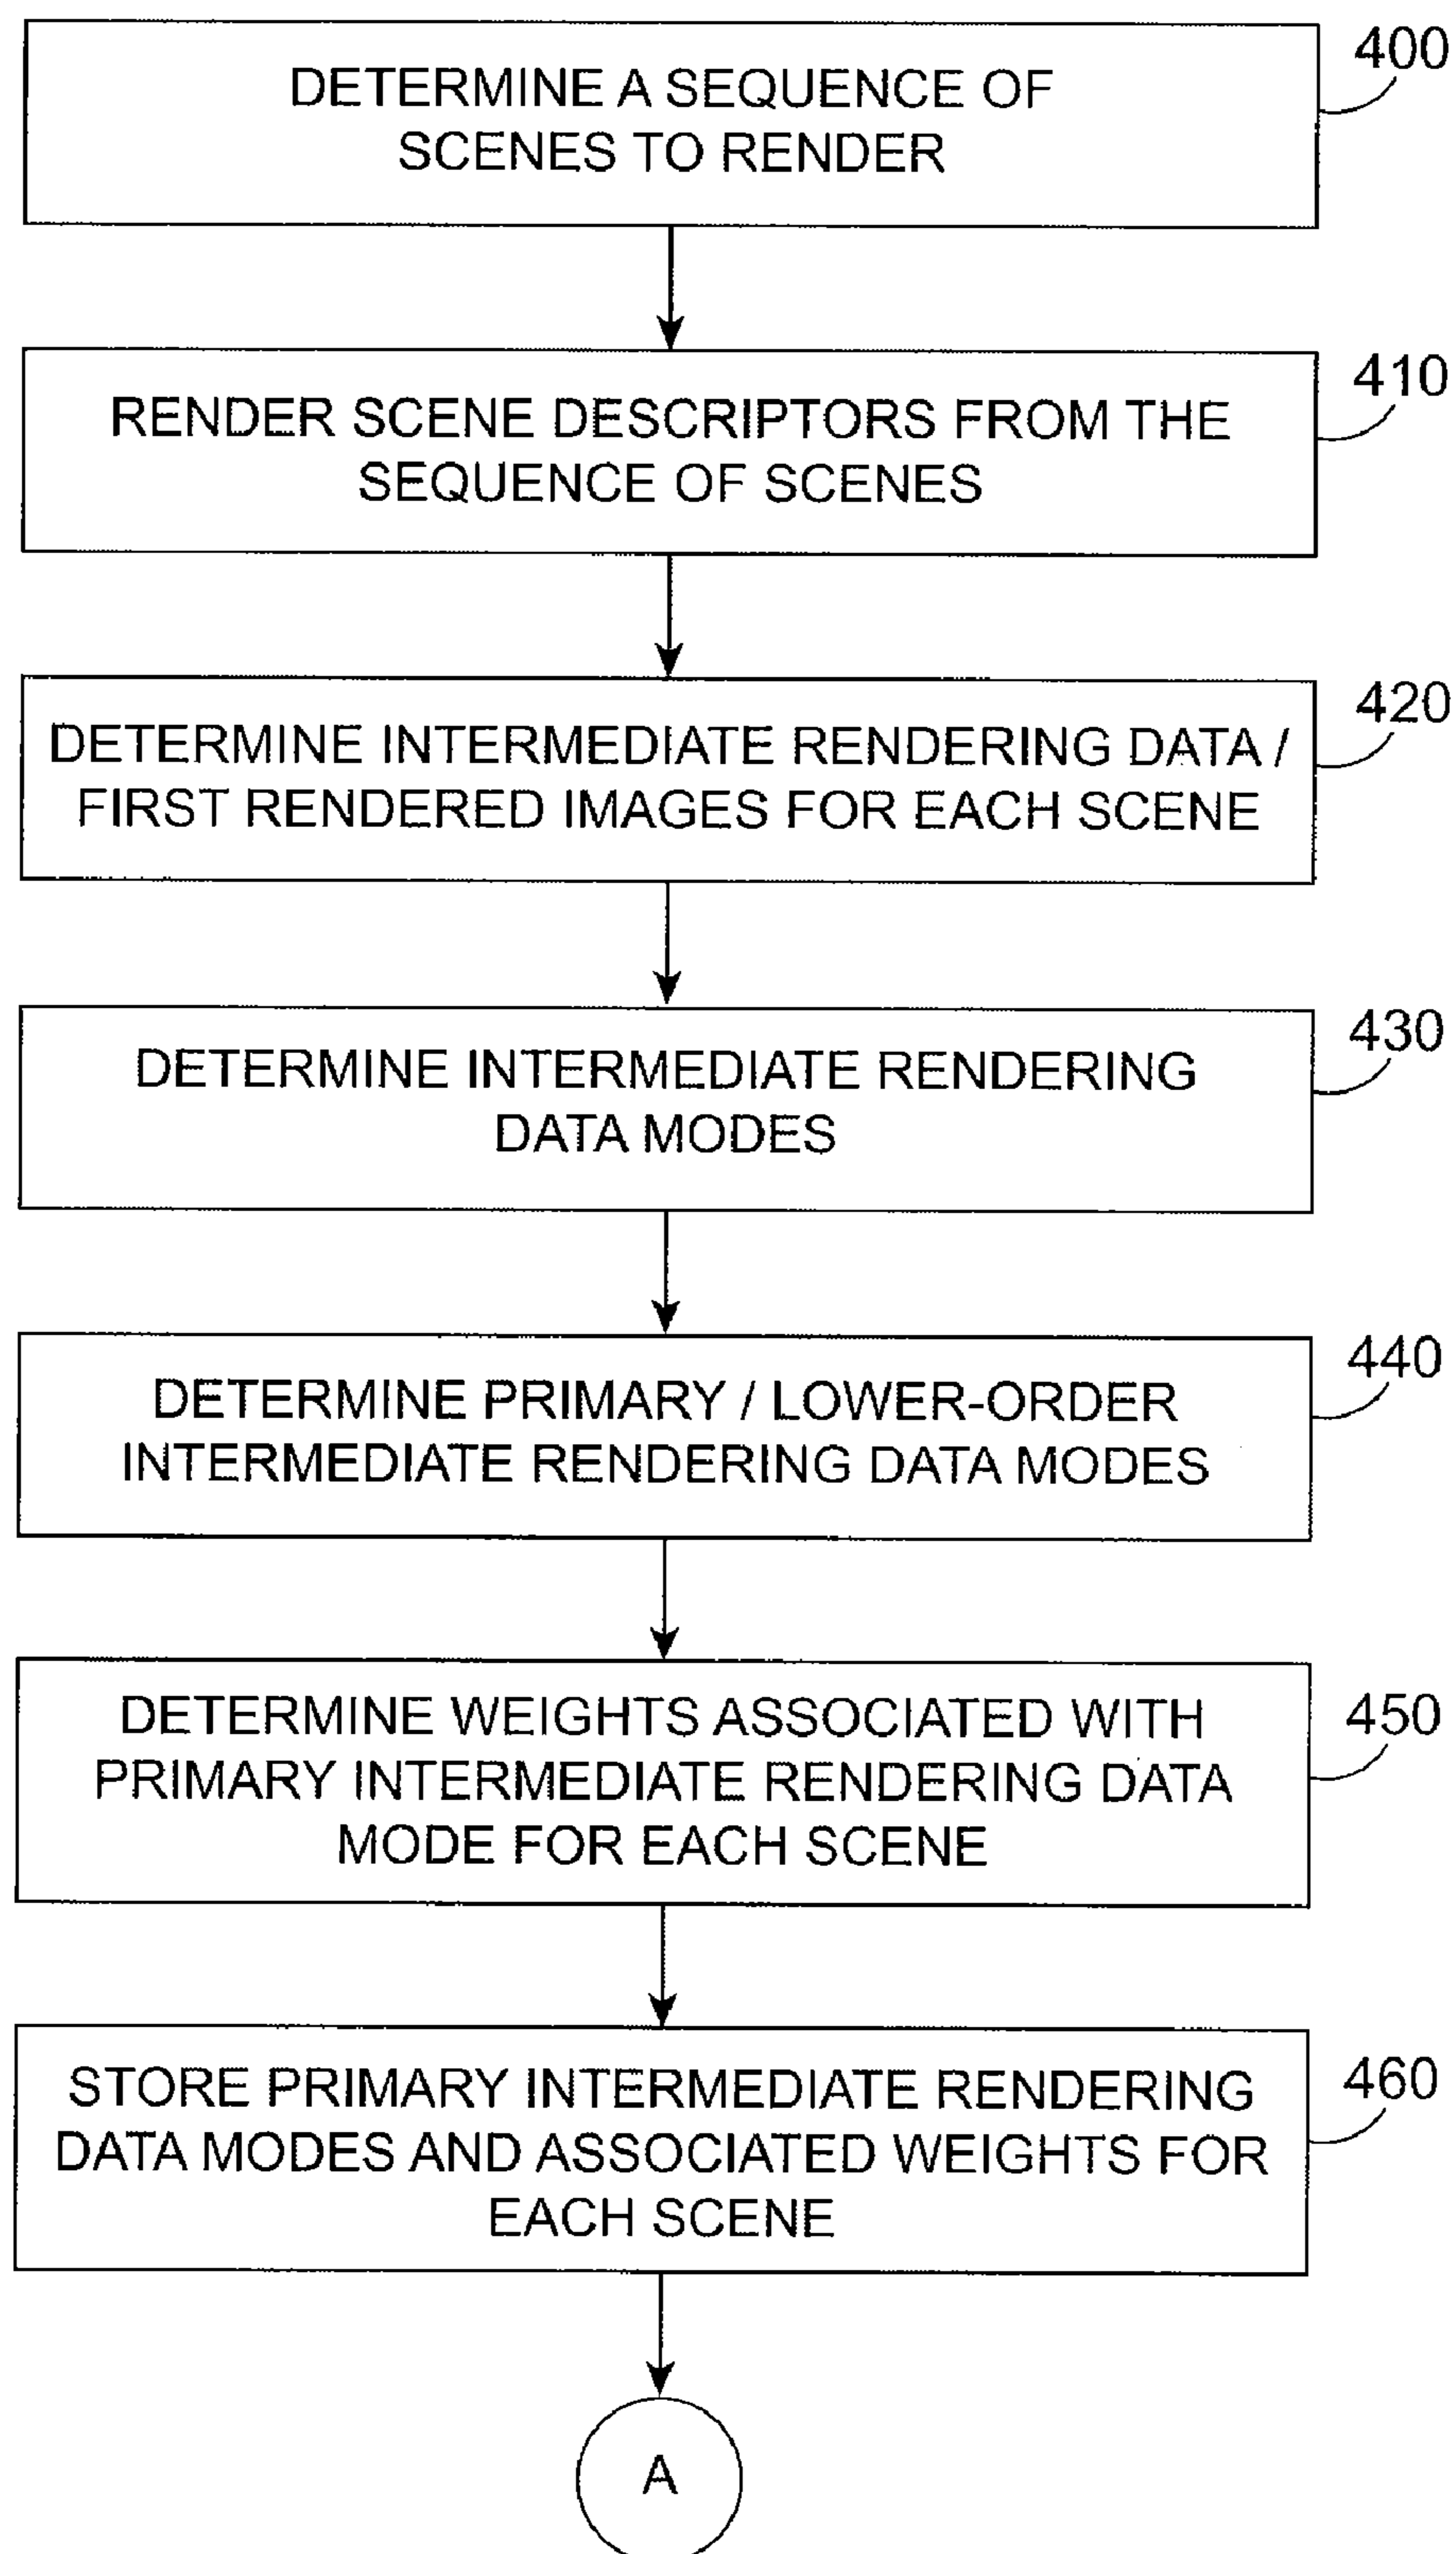 400
DETERMINE A SEQUENCE OF
SCENES TO RENDER
410
RENDER SCENE DESCRIPTORS FROM THE
SEQUENCE OF SCENES
420
DETERMINE INTERMEDIATE RENDERING DATA /
FIRST RENDERED IMAGES FOR EACH SCENE
430
DETERMINE INTERMEDIATE RENDERING
DATA MODES
440
DETERMINE PRIMARY / LOWER-ORDER
INTERMEDIATE RENDERING DATA MODES
450
DETERMINE WEIGHTS ASSOCIATED WITH
PRIMARY INTERMEDIATE RENDERING DATA
MODE FOR EACH SCENE
460
STORE PRIMARY INTERMEDIATE RENDERING
DATA MODES AND ASSOCIATED WEIGHTS FOR
EACH SCENE
A